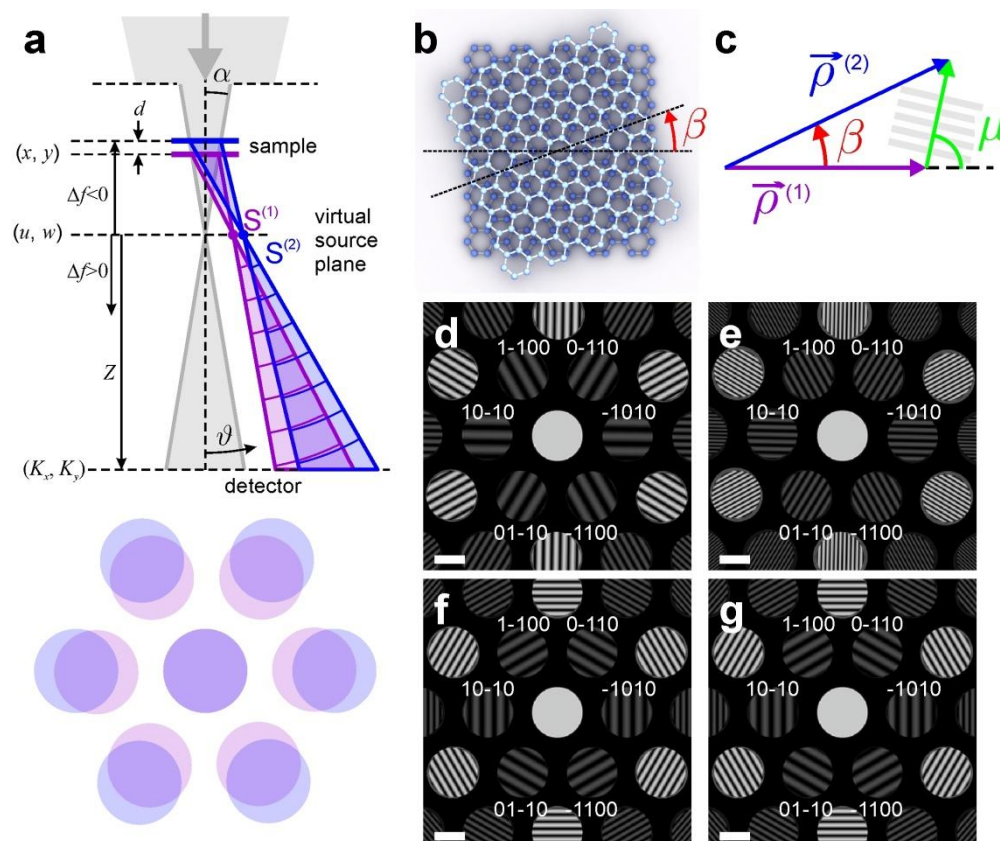 a
α
d
(x, y)
sample
Δf<0
S(1)
(u, w)
S(2)
virtual
source
plane
Δf>0
Z
ϑ
(Kx, Ky)
detector
b
β
c
ρ⃗(2)
β
ρ⃗(1)
μ
d
1-100 0-110
10-10 -1010
01-10 -1100
e
1-100 0-110
10-10 -1010
01-10 -1100
f
1-100 0-110
10-10 -1010
01-10 -1100
g
1-100 0-110
10-10 -1010
01-10 -1100